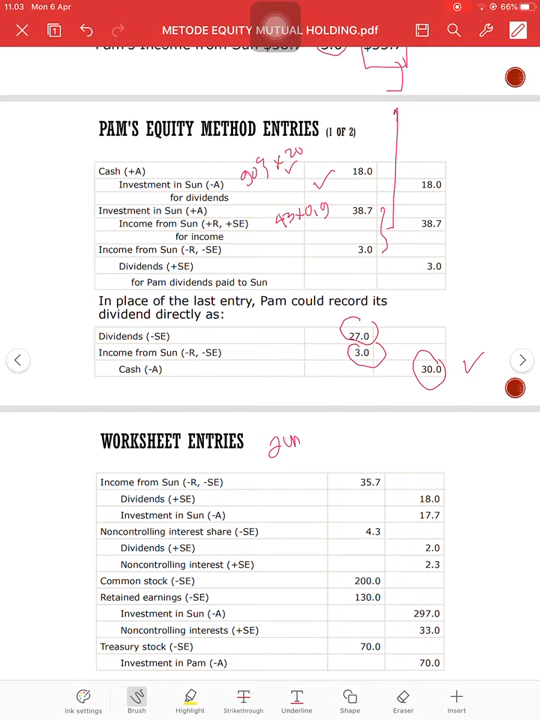 11.03 Mon 6 Apr
66%
METODE EQUITY MUTUAL HOLDING.pdf
PAM'S EQUITY METHOD ENTRIES (1 OF 2)
90% x 20
Cash (+A) 18.0
Investment in Sun (-A) 18.0
for dividends
Investment in Sun (+A) 43x0,9 38.7
Income from Sun (+R, +SE) 38.7
for income
Income from Sun (-R, -SE) 3.0
Dividends (+SE) 3.0
for Pam dividends paid to Sun
In place of the last entry, Pam could record its
dividend directly as:
Dividends (-SE) 27.0
Income from Sun (-R, -SE) 3.0
Cash (-A) 30.0
WORKSHEET ENTRIES
Income from Sun (-R, -SE) 35.7
Dividends (+SE) 18.0
Investment in Sun (-A) 17.7
Noncontrolling interest share (-SE) 4.3
Dividends (+SE) 2.0
Noncontrolling interest (+SE) 2.3
Common stock (-SE) 200.0
Retained earnings (-SE) 130.0
Investment in Sun (-A) 297.0
Noncontrolling interests (+SE) 33.0
Treasury stock (-SE) 70.0
Investment in Pam (-A) 70.0
Ink settings Brush Highlight Strikethrough Underline Shape Eraser Insert